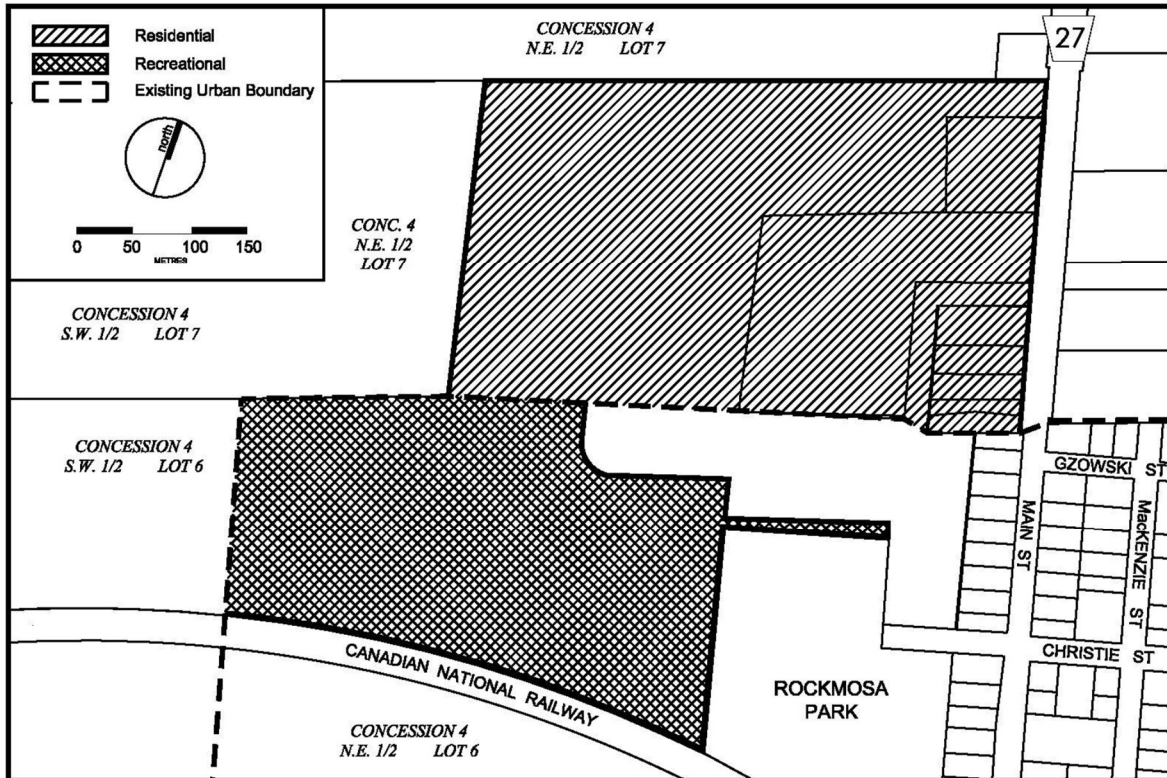 Residential
Recreational
Existing Urban Boundary
north
0 50 100 150
METRES
CONCESSION 4
N.E. 1/2 LOT 7
27
CONC. 4
N.E. 1/2
LOT 7
CONCESSION 4
S.W. 1/2 LOT 7
CONCESSION 4
S.W. 1/2 LOT 6
GZOWSKI ST
MAIN ST
MacKENZIE ST
CHRISTIE ST
CANADIAN NATIONAL RAILWAY
ROCKMOSA
PARK
CONCESSION 4
N.E. 1/2 LOT 6